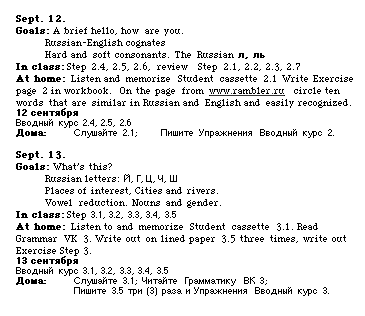 Sept. 12.
Goals: A brief hello, how are you.
Russian-English cognates
Hard and soft consonants. The Russian л, ль
In class: Step 2.4, 2.5, 2.6, review Step 2.1, 2.2, 2.3, 2.7
At home: Listen and memorize Student cassette 2.1 Write Exercise
page 2 in workbook. On the page from www.rambler.ru circle ten
words that are similar in Russian and English and easily recognized.
12 сентября
Вводный курс 2.4, 2.5, 2.6
Дома: Слушайте 2.1; Пишите Упражнения Вводный курс 2.
Sept. 13.
Goals: What's this?
Russian letters: Й, Г, Ц, Ч, Ш
Places of interest, Cities and rivers.
Vowel reduction. Nouns and gender.
In class: Step 3.1, 3.2, 3.3, 3.4, 3.5
At home: Listen to and memorize Student cassette 3.1. Read
Grammar VK 3. Write out on lined paper 3.5 three times, write out
Exercise Step 3.
13 сентября
Вводный курс 3.1, 3.2, 3.3, 3.4, 3.5
Дома: Слушайте 3.1; Читайте Грамматику ВК 3;
Пишите 3.5 три (3) раза и Упражнения Вводный курс 3.